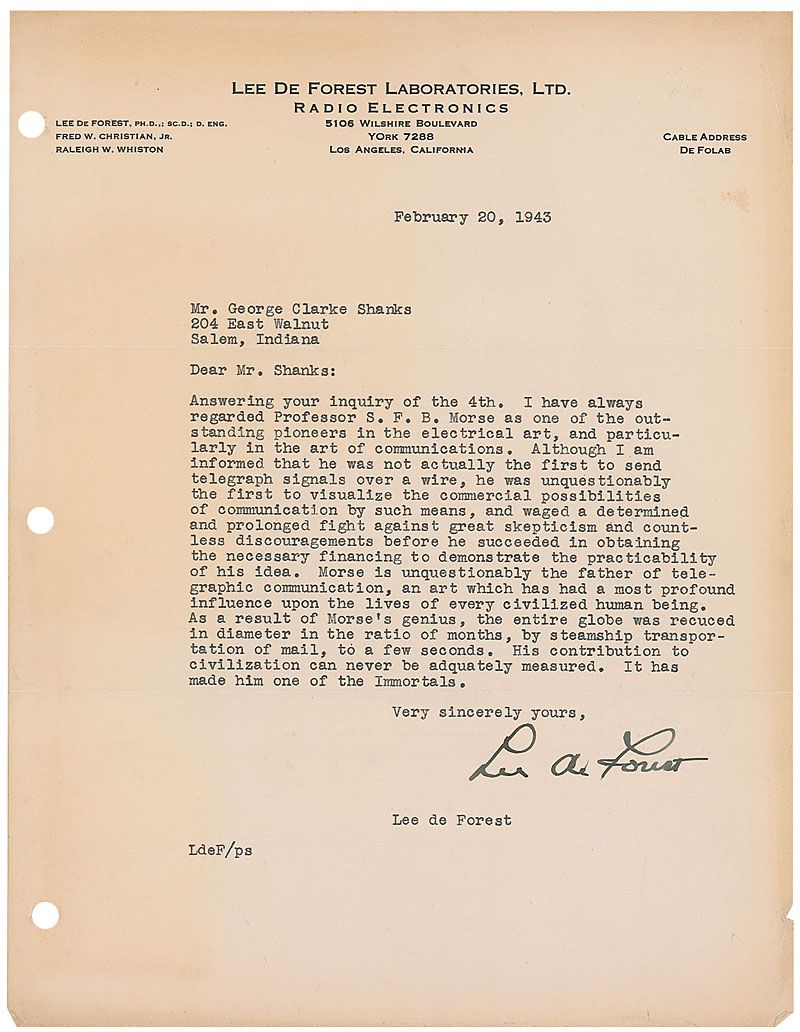 LEE DE FOREST LABORATORIES, LTD.
RADIO ELECTRONICS
LEE DE FOREST, PH.D.,; SC.D.; D. ENG.
FRED W. CHRISTIAN, JR.
RALEIGH W. WHISTON
5106 WILSHIRE BOULEVARD
YORK 7288
LOS ANGELES, CALIFORNIA
CABLE ADDRESS
DE FOLAB
February 20, 1943
Mr. George Clarke Shanks
204 East Walnut
Salem, Indiana
Dear Mr. Shanks:
Answering your inquiry of the 4th. I have always
regarded Professor S. F. B. Morse as one of the out-
standing pioneers in the electrical art, and particu-
larly in the art of communications. Although I am
informed that he was not actually the first to send
telegraph signals over a wire, he was unquestionably
the first to visualize the commercial possibilities
of communication by such means, and waged a determined
and prolonged fight against great skepticism and count-
less discouragements before he succeeded in obtaining
the necessary financing to demonstrate the practicability
of his idea. Morse is unquestionably the father of tele-
graphic communication, an art which has had a most profound
influence upon the lives of every civilized human being.
As a result of Morse's genius, the entire globe was recuced
in diameter in the ratio of months, by steamship transpor-
tation of mail, to a few seconds. His contribution to
civilization can never be adquately measured. It has
made him one of the Immortals.
Very sincerely yours,
Lee de Forest
Lee de Forest
LdeF/ps